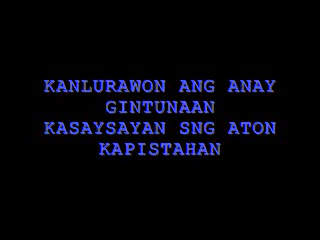 KANLURAWON ANG ANAY
GINTUNAAN
KASAYSAYAN SNG ATON
KAPISTAHAN